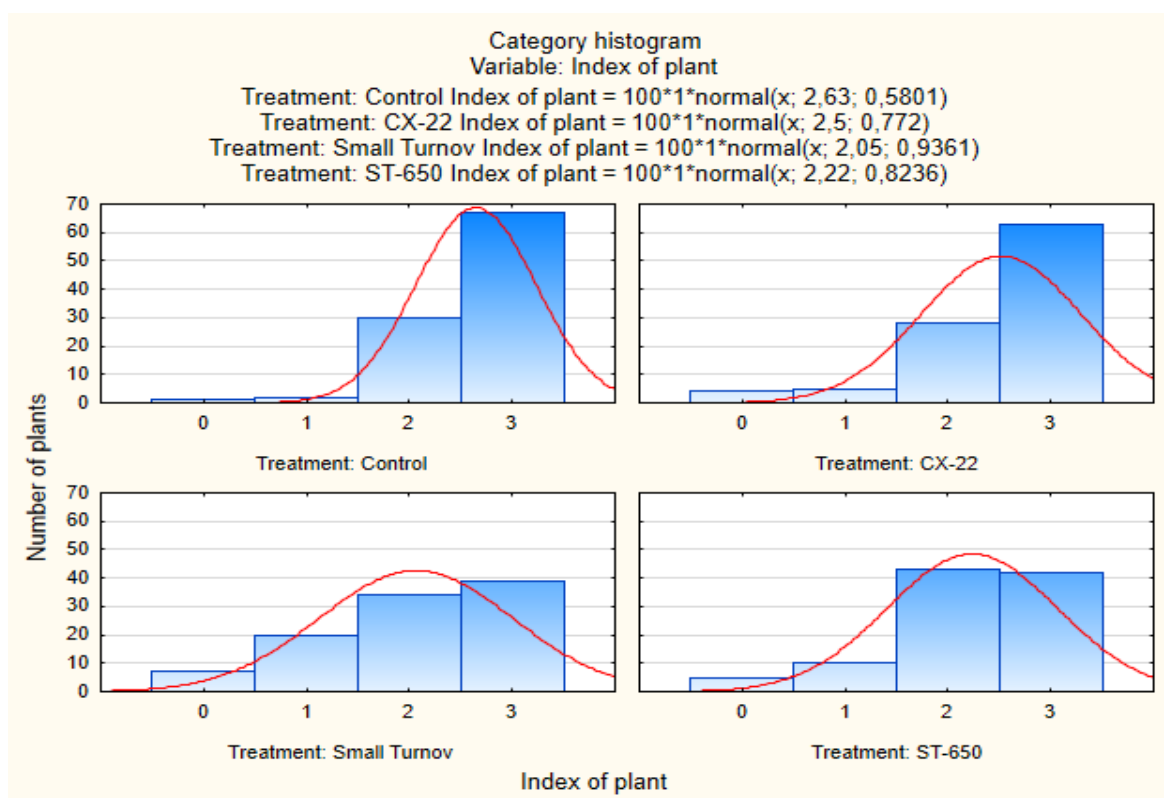 Category histogram
Variable: Index of plant
Treatment: Control Index of plant = 100*1*normal(x; 2,63; 0,5801)
Treatment: CX-22 Index of plant = 100*1*normal(x; 2,5; 0,772)
Treatment: Small Turnov Index of plant = 100*1*normal(x; 2,05; 0,9361)
Treatment: ST-650 Index of plant = 100*1*normal(x; 2,22; 0,8236)
Number of plants
70
60
50
40
30
20
10
0
0 1 2 3
Treatment: Control
0 1 2 3
Treatment: CX-22
70
60
50
40
30
20
10
0
0 1 2 3
Treatment: Small Turnov
0 1 2 3
Treatment: ST-650
Index of plant